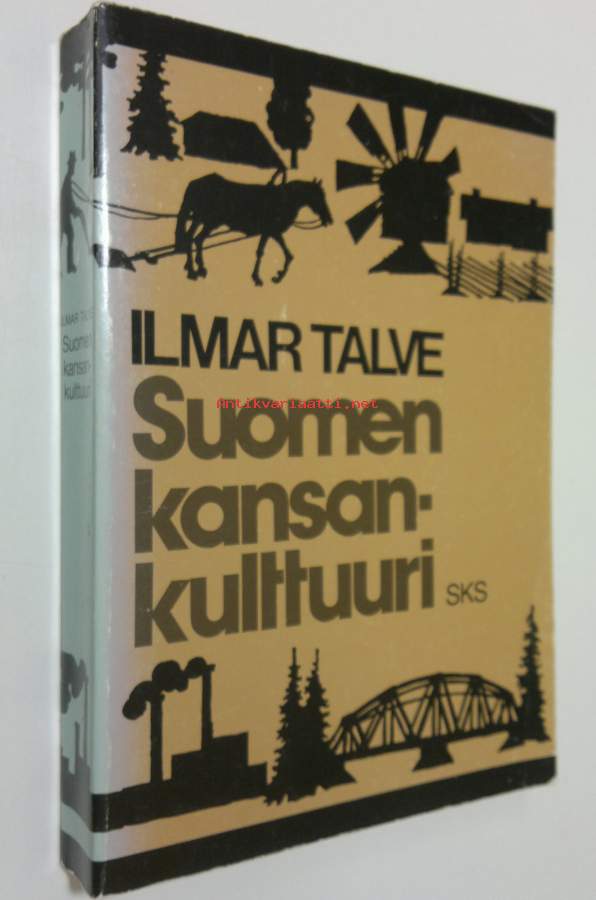 ILMAR TALVE
Suomen
kansan-
kulttuuri SKS
Antikvariaatti.net
ILMAR TALVE
Suomen
kansan-
kulttuuri